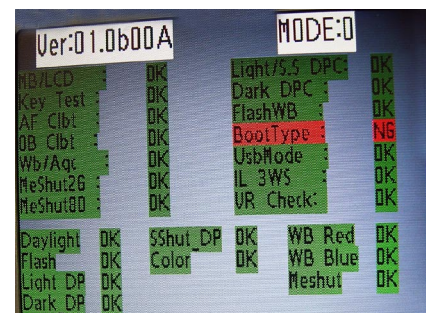 Ver:01.0b00A MODE:0
MB/LCD : OK Light/S.S DPC: OK
Key Test : OK Dark DPC : OK
AF Clbt : OK FlashWB : OK
OB Clbt : OK BootType : NG
Wb/Agc : OK UsbMode : OK
MeShut26 : OK IL 3WS : OK
MeShut80 : OK VR Check: OK
Daylight OK SShut_DP OK WB Red OK
Flash OK Color OK WB Blue OK
Light DP OK Meshut OK
Dark DP OK